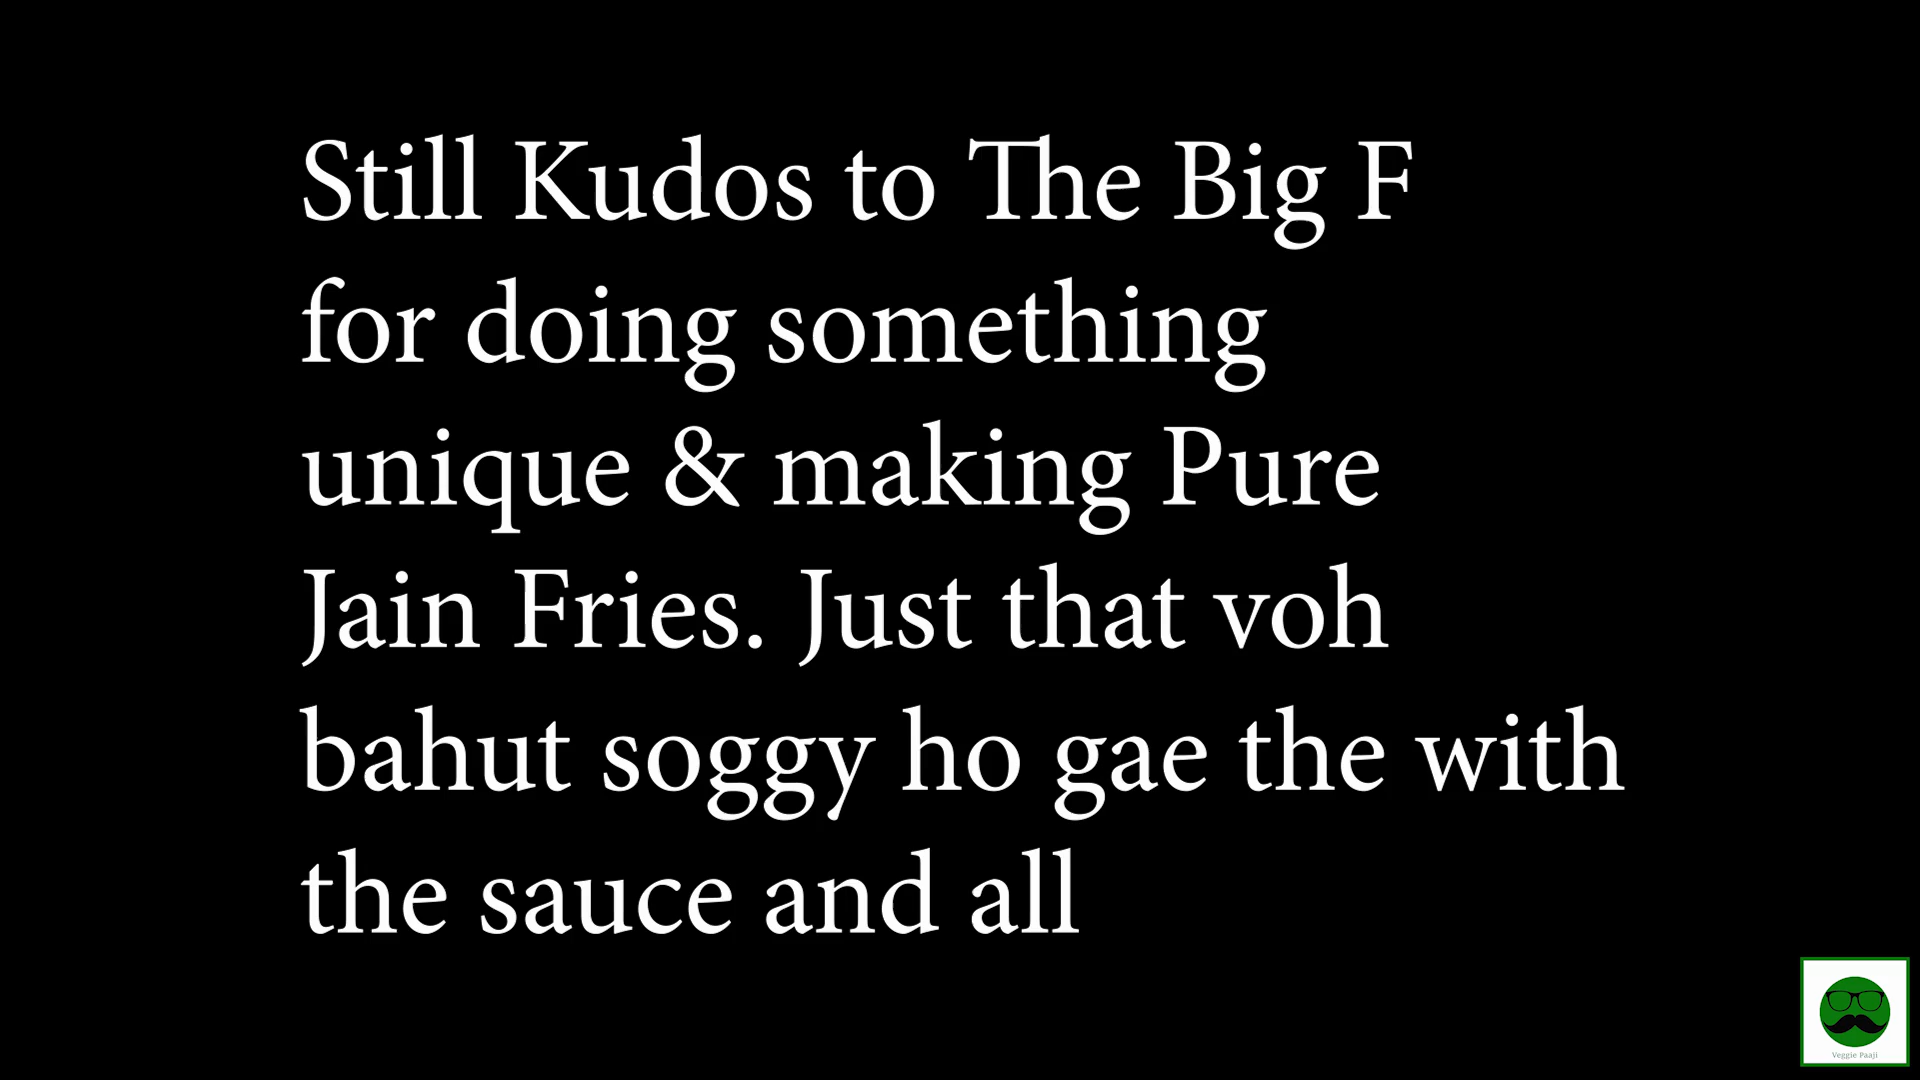 Still Kudos to The Big F
for doing something
unique & making Pure
Jain Fries. Just that voh
bahut soggy ho gae the with
the sauce and all
Veggie Paaji